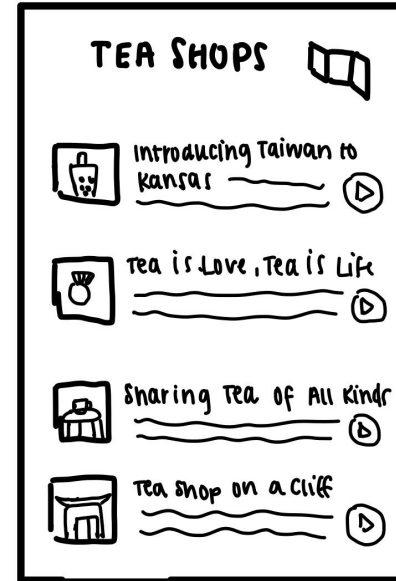 TEA SHOPS
Introducing Taiwan to
Kansas
Tea is Love, Tea is Life
Sharing Tea of All Kinds
Tea Shop on a Cliff